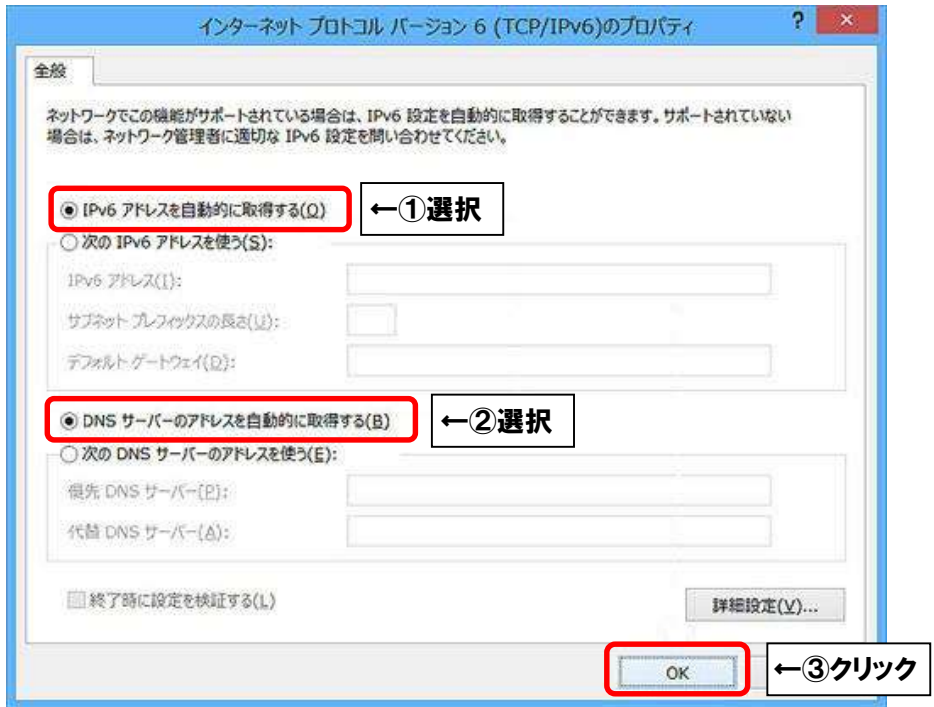 インターネット プロトコル バージョン 6 (TCP/IPv6)のプロパティ
?
×
全般
ネットワークでこの機能がサポートされている場合は、IPv6 設定を自動的に取得することができます。サポートされていない
場合は、ネットワーク管理者に適切な IPv6 設定を問い合わせてください。
IPv6 アドレスを自動的に取得する(O)
←①選択
次の IPv6 アドレスを使う(S):
IPv6 アドレス(I):
サブネット プレフィックスの長さ(U):
デフォルト ゲートウェイ(D):
DNS サーバーのアドレスを自動的に取得する(B)
←②選択
次の DNS サーバーのアドレスを使う(E):
優先 DNS サーバー(P):
代替 DNS サーバー(A):
終了時に設定を検証する(L)
詳細設定(V)...
OK
←③クリック